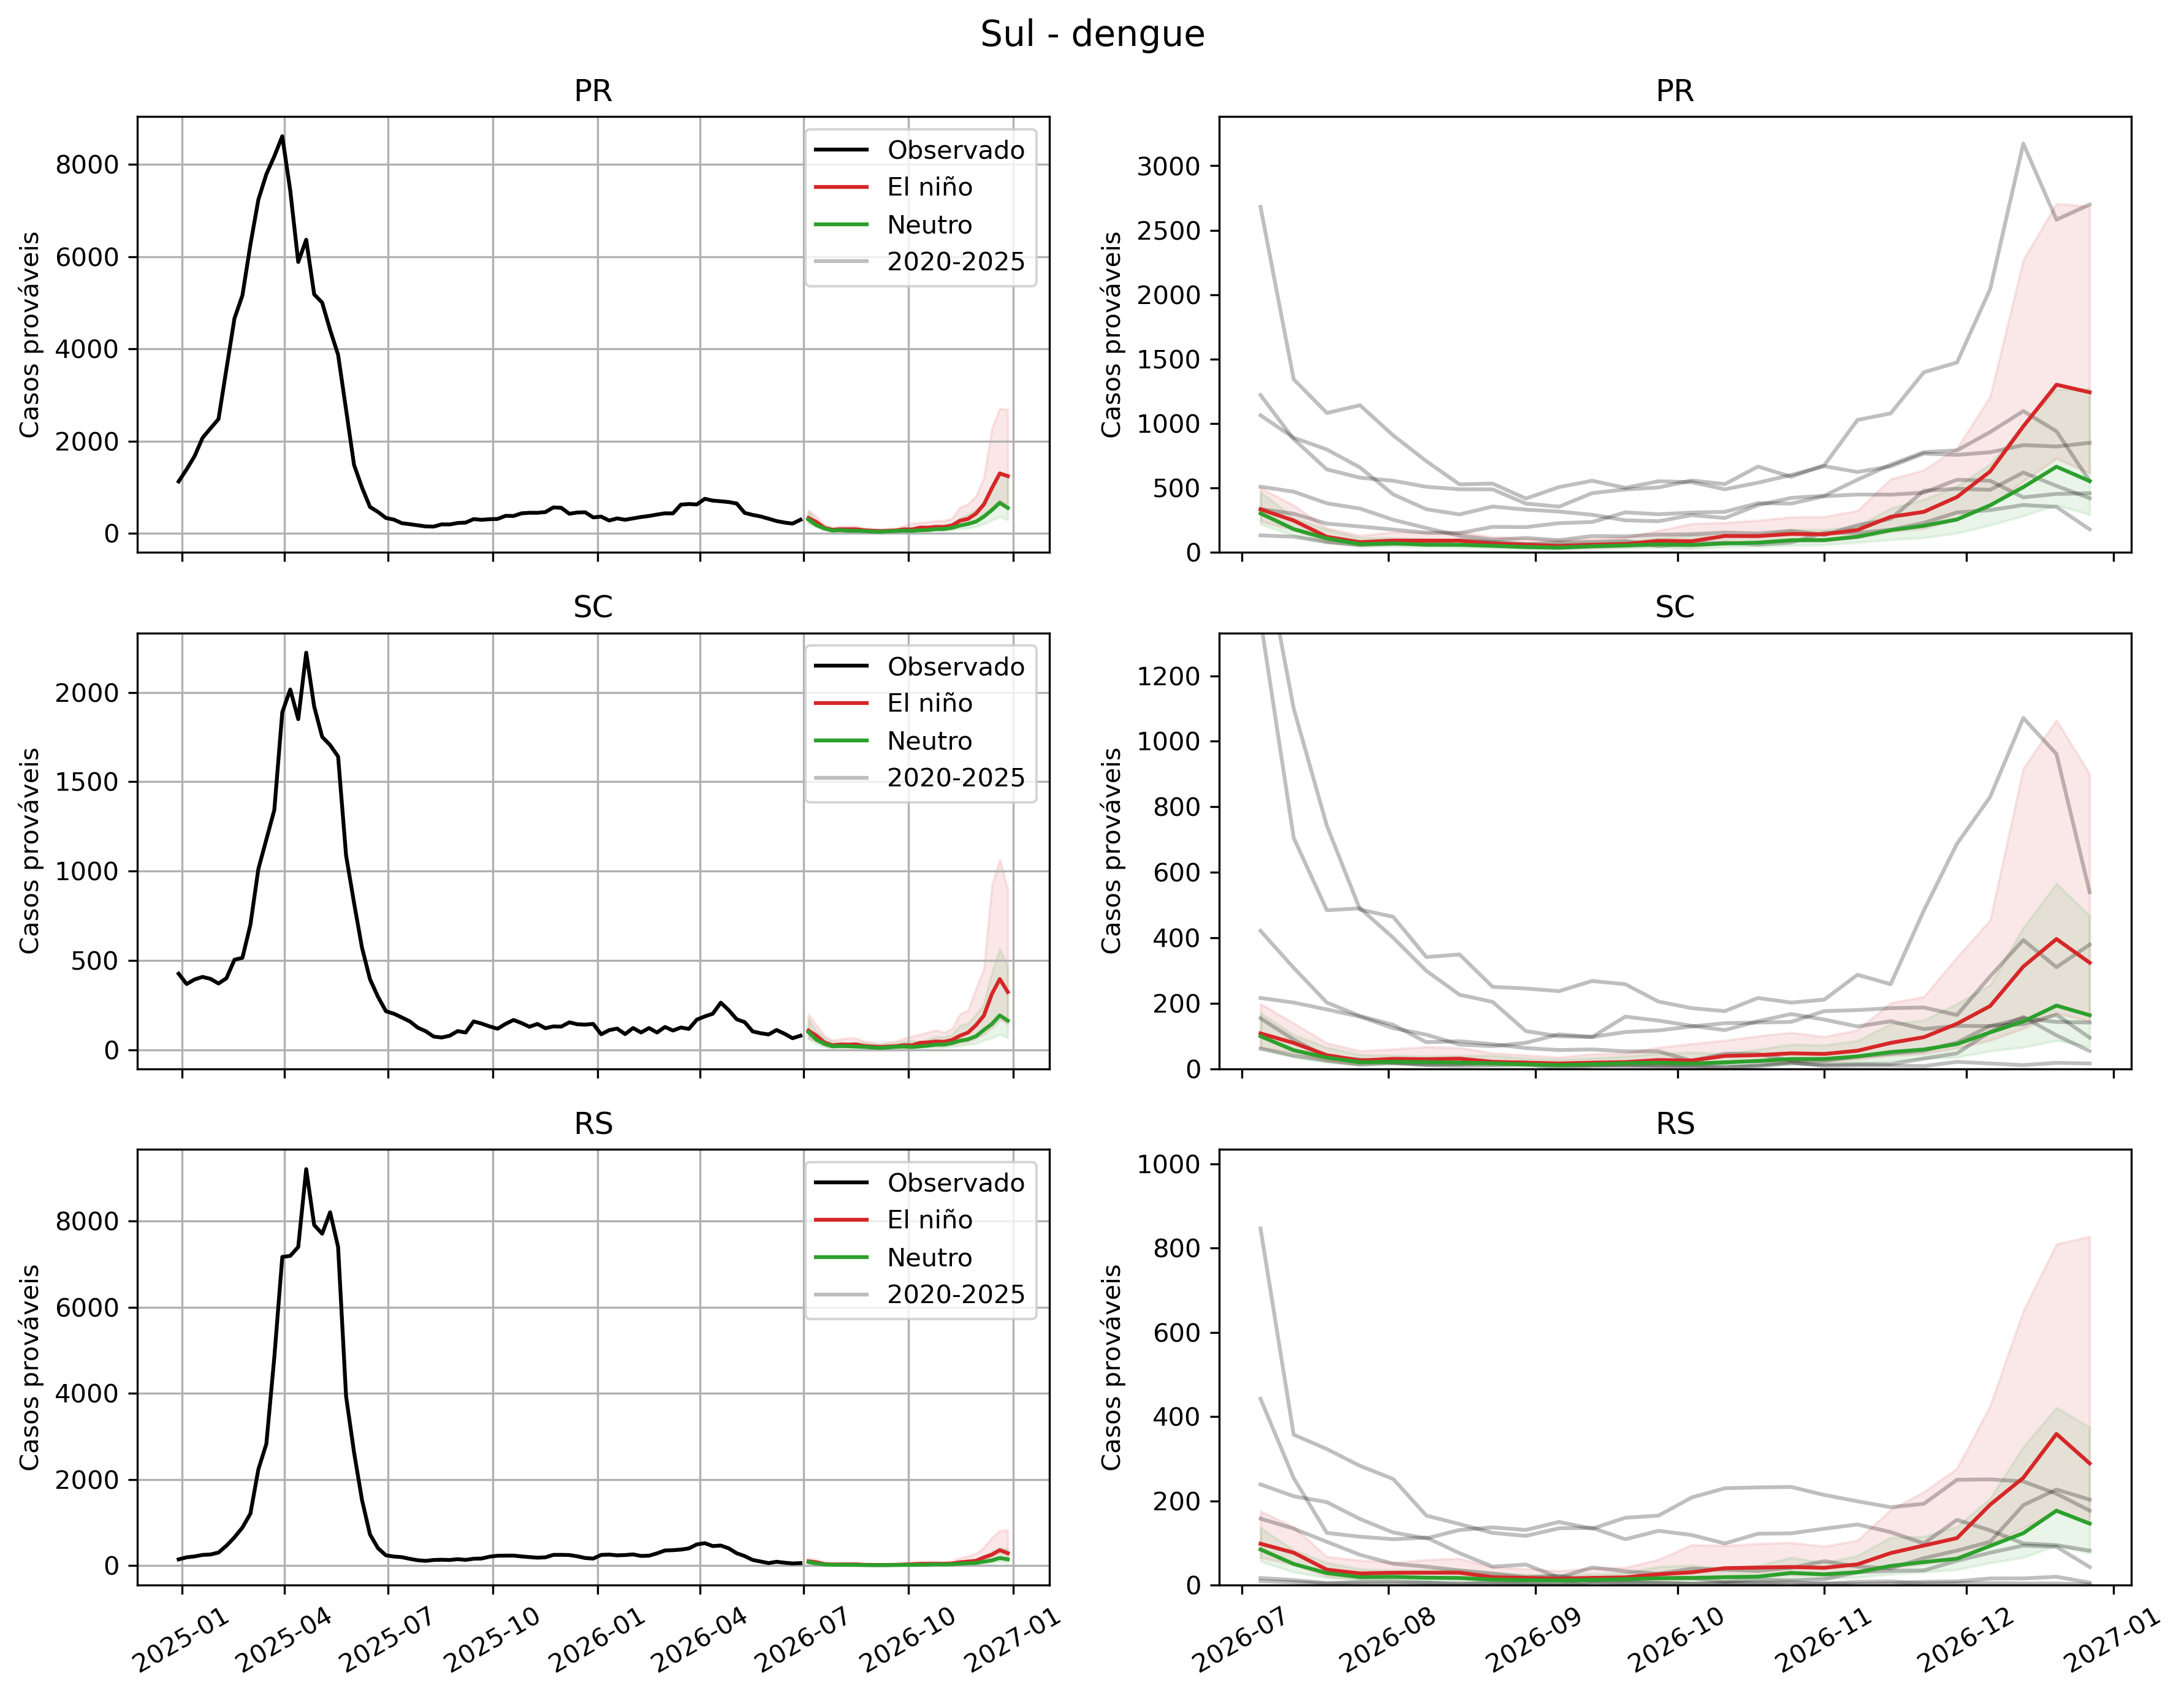 Sul - dengue
PR
Casos prováveis
8000
6000
4000
2000
0
Observado
El niño
Neutro
2020-2025
PR
Casos prováveis
3000
2500
2000
1500
1000
500
0
SC
Casos prováveis
2000
1500
1000
500
0
Observado
El niño
Neutro
2020-2025
SC
Casos prováveis
1200
1000
800
600
400
200
0
RS
Casos prováveis
8000
6000
4000
2000
0
Observado
El niño
Neutro
2020-2025
2025-01
2025-04
2025-07
2025-10
2026-01
2026-04
2026-07
2026-10
2027-01
RS
Casos prováveis
1000
800
600
400
200
0
2026-07
2026-08
2026-09
2026-10
2026-11
2026-12
2027-01